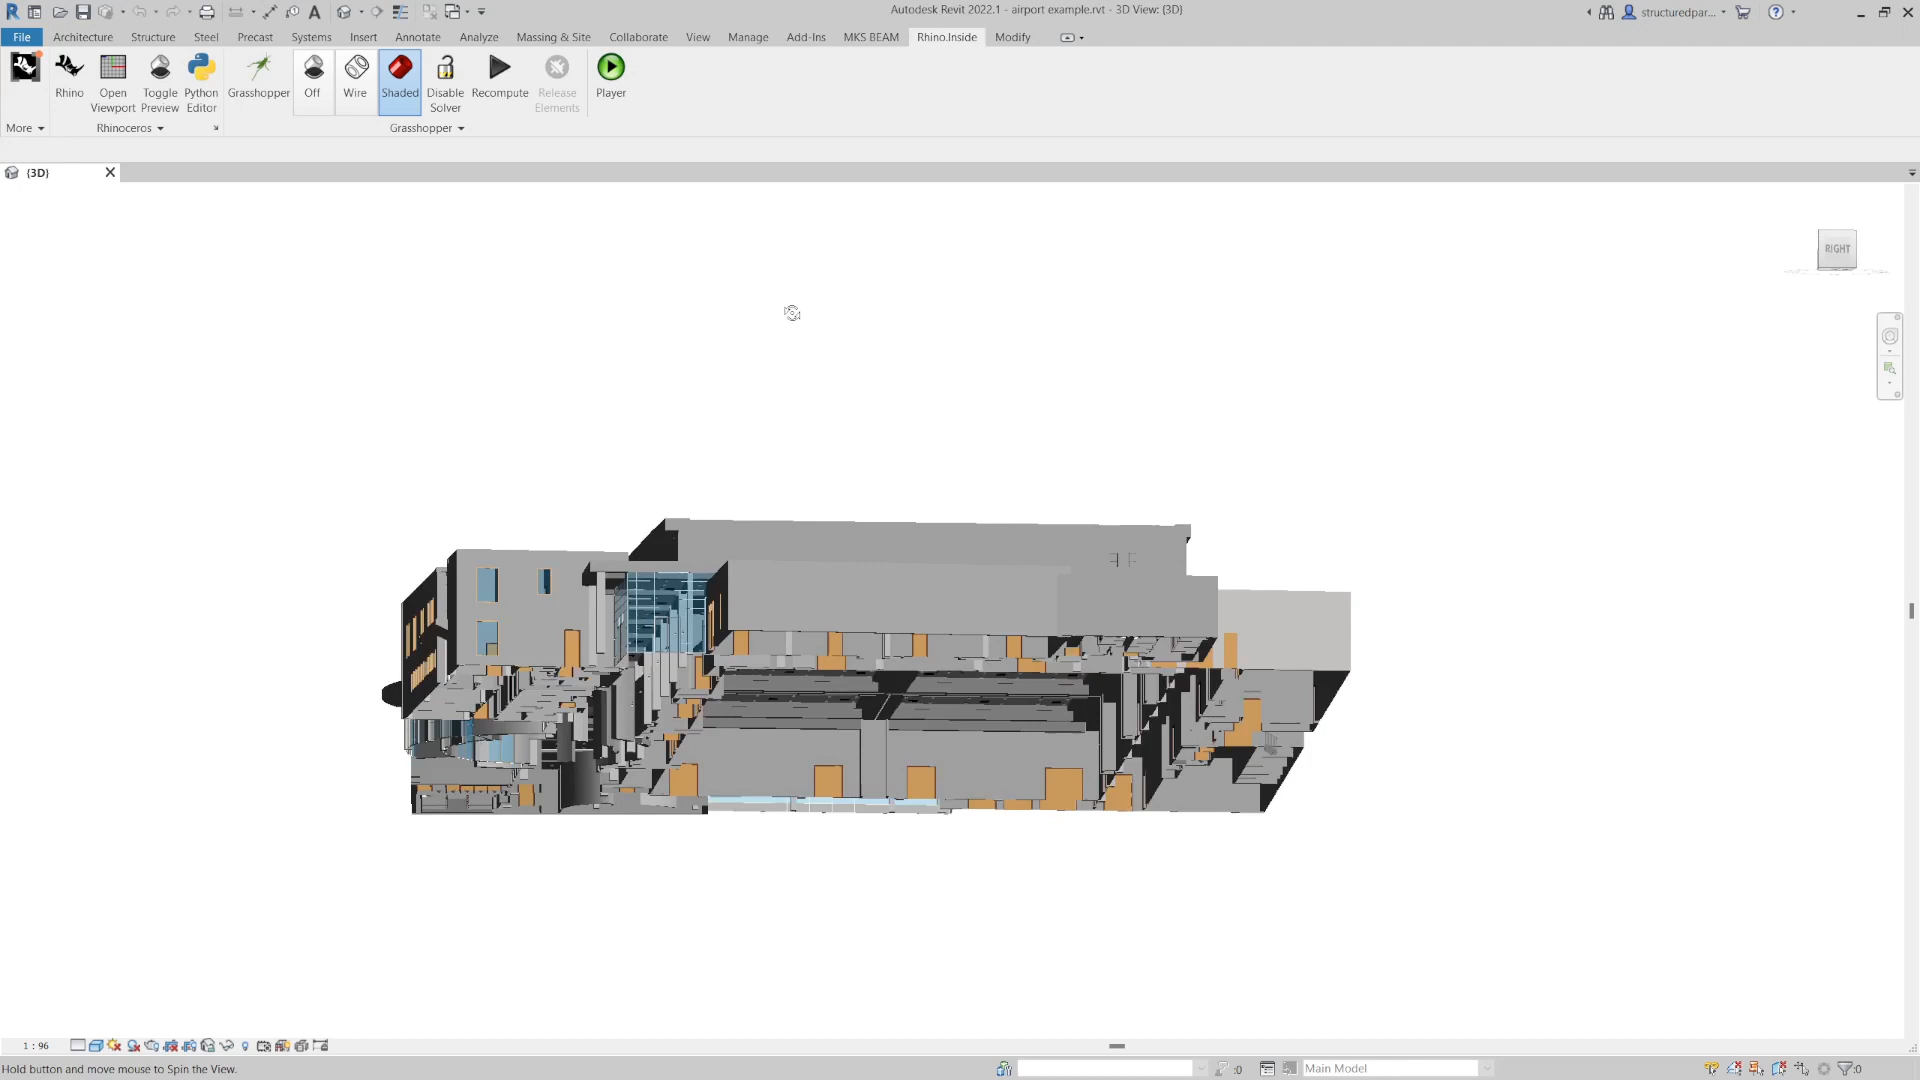 Autodesk Revit 2022.1 - airport example.rvt - 3D View: {3D}
structuredpar...
File Architecture Structure Steel Precast Systems Insert Annotate Analyze Massing & Site Collaborate View Manage Add-Ins MKS BEAM Rhino.Inside Modify
Rhino
Open Viewport
Toggle Preview
Python Editor
Grasshopper
Off
Wire
Shaded
Disable Solver
Recompute
Release Elements
Player
More
Rhinoceros
Grasshopper
{3D}
RIGHT
1 : 96
Hold button and move mouse to Spin the View.
:0
Main Model
:0